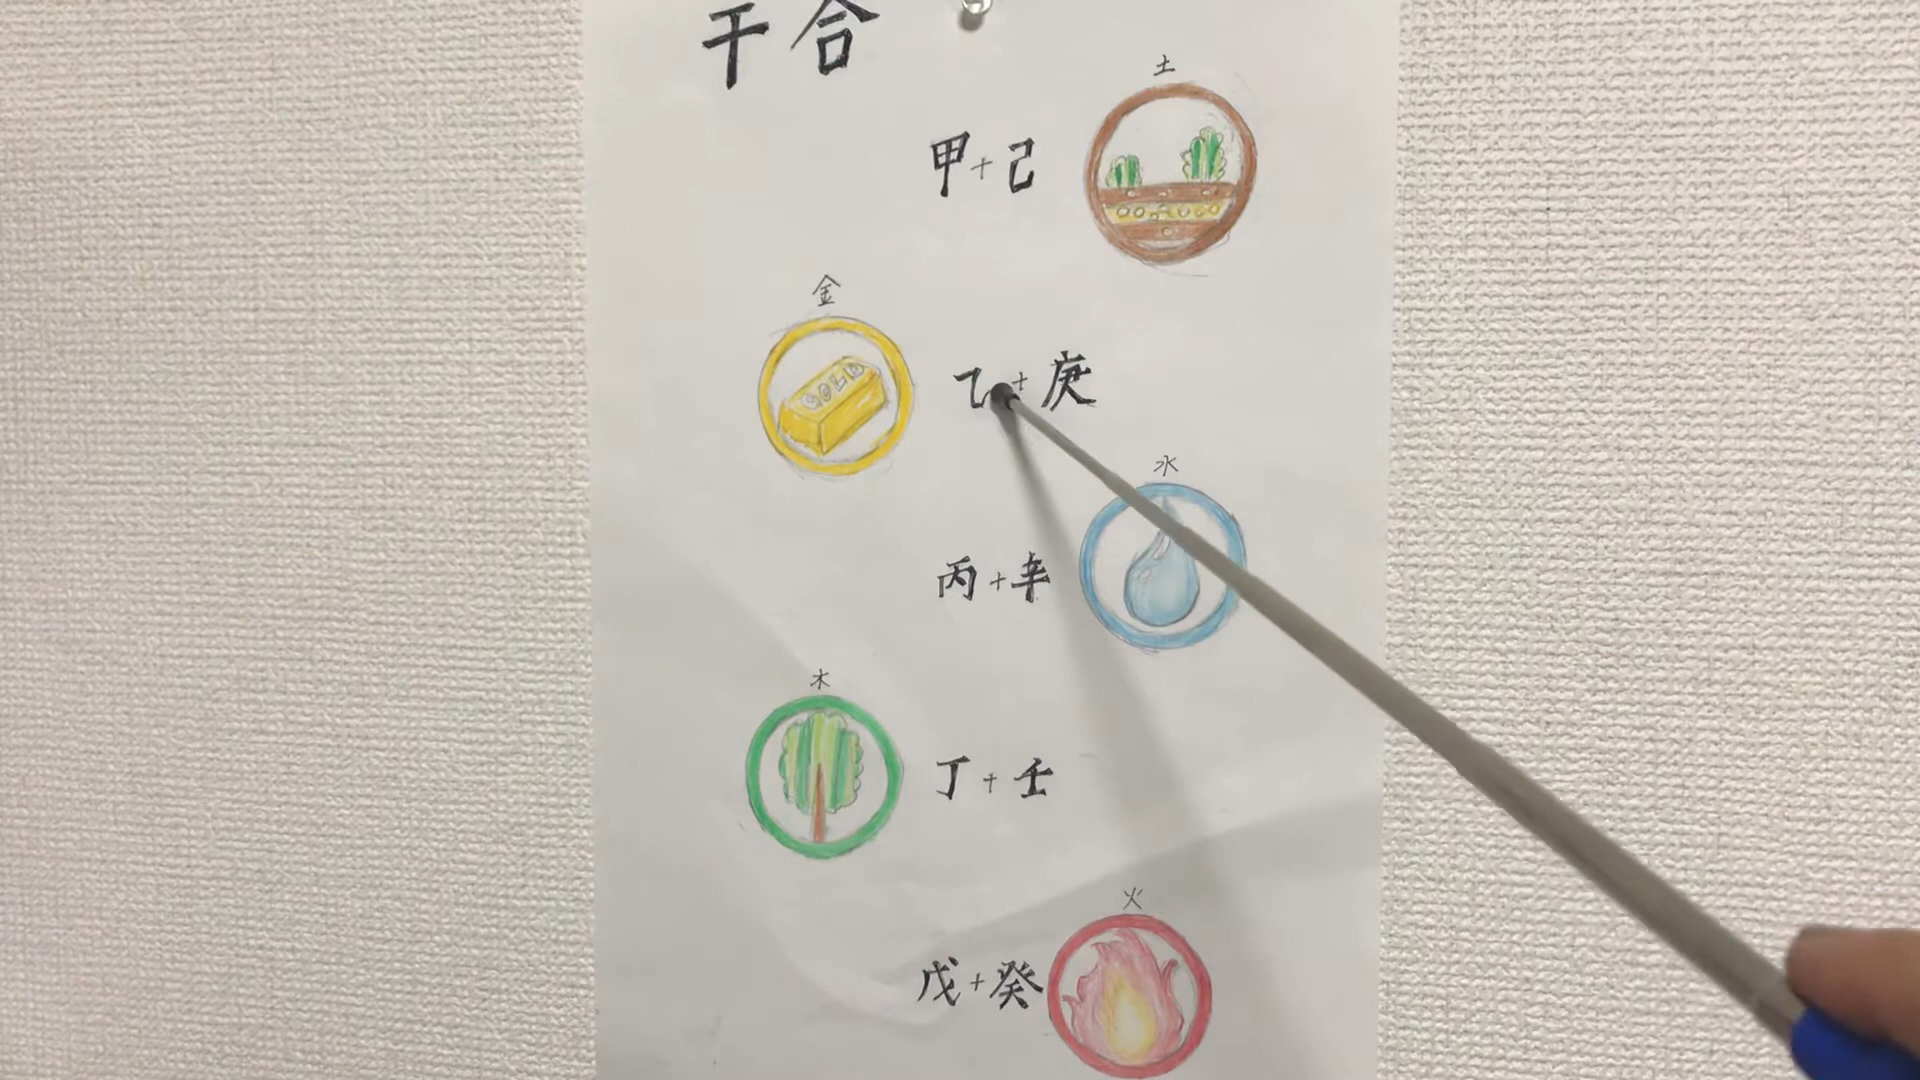 干合
土
甲+己
金
GOLD
乙+庚
水
丙+辛
木
丁+壬
火
戊+癸